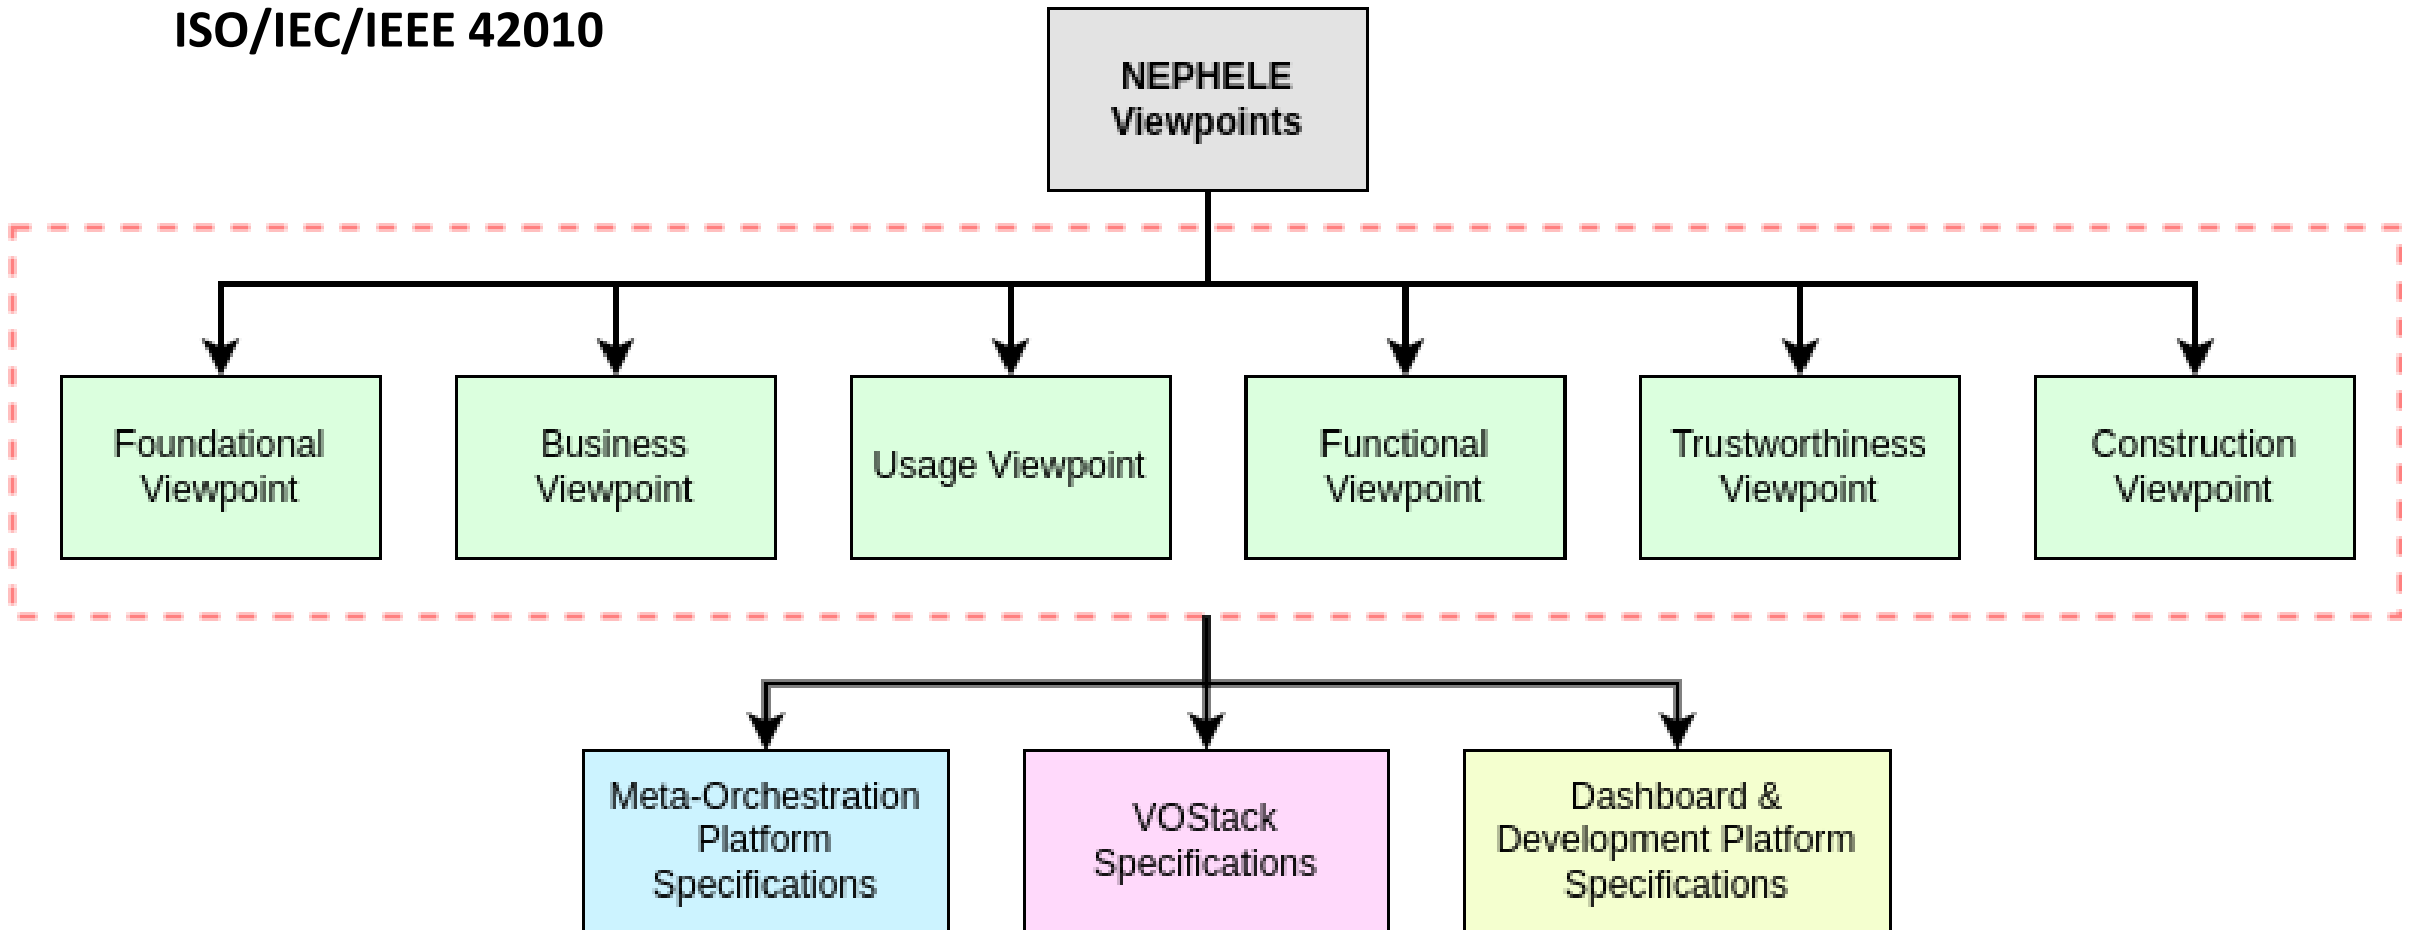 ISO/IEC/IEEE 42010
NEPHELE
Viewpoints
Foundational
Viewpoint
Business
Viewpoint
Usage Viewpoint
Functional
Viewpoint
Trustworthiness
Viewpoint
Construction
Viewpoint
Meta-Orchestration
Platform
Specifications
VOStack
Specifications
Dashboard &
Development Platform
Specifications